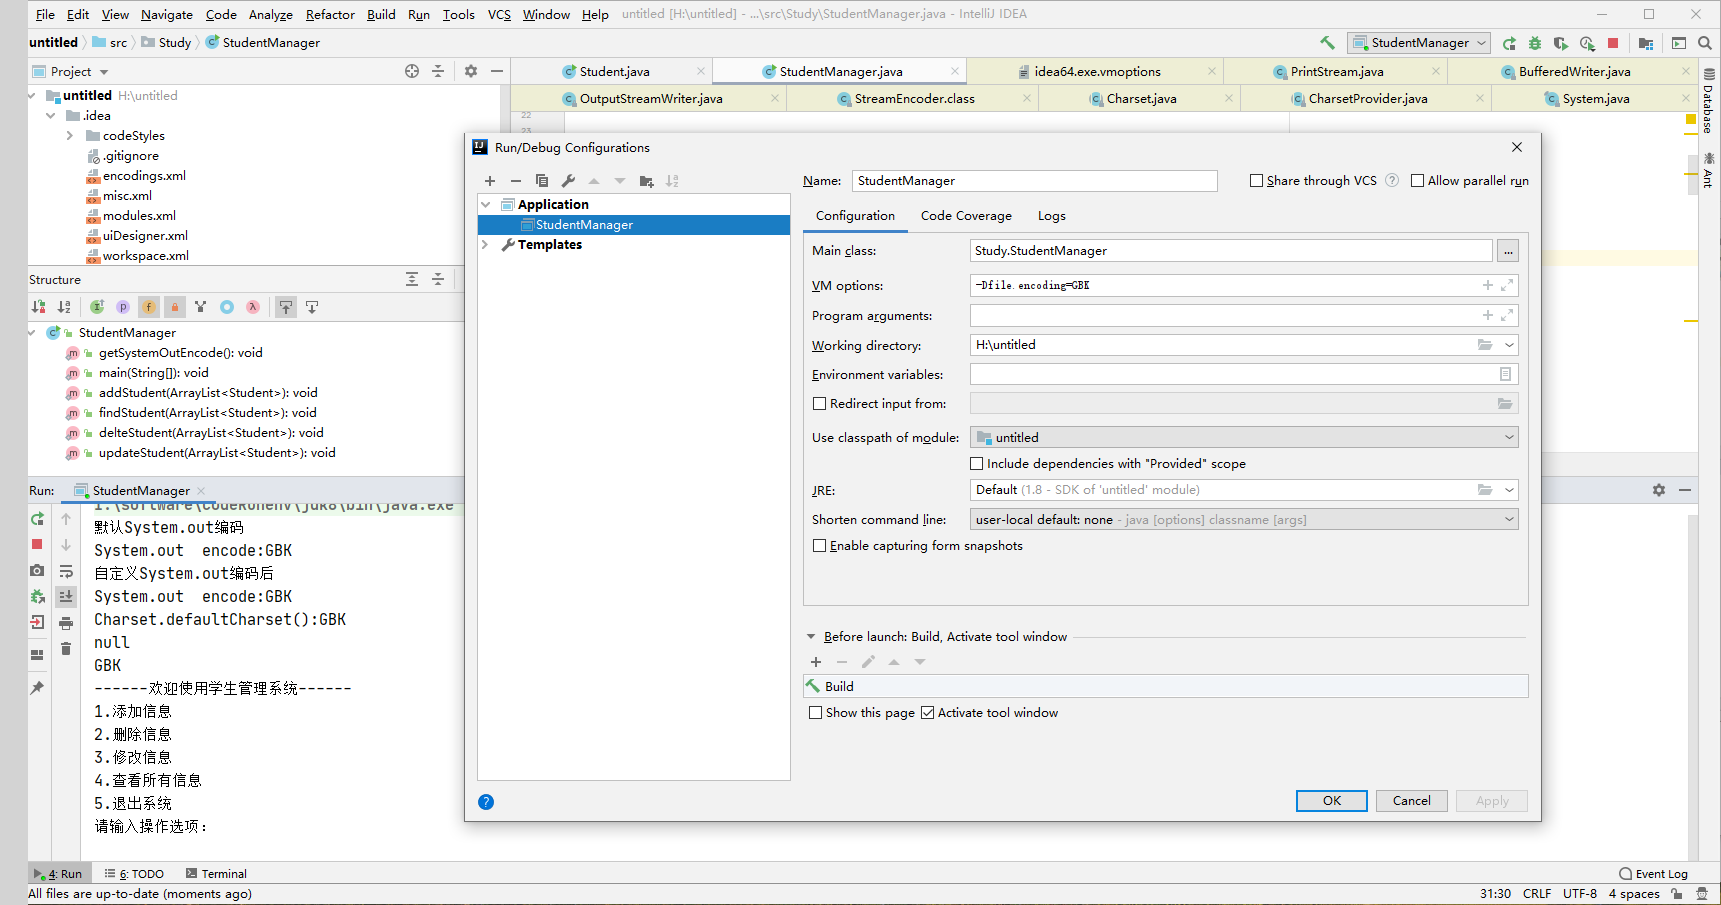 File Edit View Navigate Code Analyze Refactor Build Run Tools VCS Window Help untitled [H:\untitled] - ...\src\Study\StudentManager.java - IntelliJ IDEA
untitled src Study StudentManager
StudentManager
Project
Student.java StudentManager.java idea64.exe.vmoptions PrintStream.java BufferedWriter.java
OutputStreamWriter.java StreamEncoder.class Charset.java CharsetProvider.java System.java
untitled H:\untitled
.idea
codeStyles
.gitignore
encodings.xml
misc.xml
modules.xml
uiDesigner.xml
workspace.xml
22
23
Database
Ant
Structure
StudentManager
getSystemOutEncode(): void
main(String[]): void
addStudent(ArrayList<Student>): void
findStudent(ArrayList<Student>): void
delteStudent(ArrayList<Student>): void
updateStudent(ArrayList<Student>): void
Run: StudentManager
默认System.out编码
System.out  encode:GBK
自定义System.out编码后
System.out  encode:GBK
Charset.defaultCharset():GBK
null
GBK
------欢迎使用学生管理系统------
1.添加信息
2.删除信息
3.修改信息
4.查看所有信息
5.退出系统
请输入操作选项：
Run/Debug Configurations
Application
StudentManager
Templates
Name: StudentManager
Share through VCS ? Allow parallel run
Configuration Code Coverage Logs
Main class: Study.StudentManager ...
VM options: -Dfile.encoding=GBK
Program arguments:
Working directory: H:\untitled
Environment variables:
Redirect input from:
Use classpath of module: untitled
Include dependencies with "Provided" scope
JRE: Default (1.8 - SDK of 'untitled' module)
Shorten command line: user-local default: none - java [options] classname [args]
Enable capturing form snapshots
Before launch: Build, Activate tool window
Build
Show this page Activate tool window
? OK Cancel Apply
4: Run 6: TODO Terminal Event Log
All files are up-to-date (moments ago) 31:30 CRLF UTF-8 4 spaces